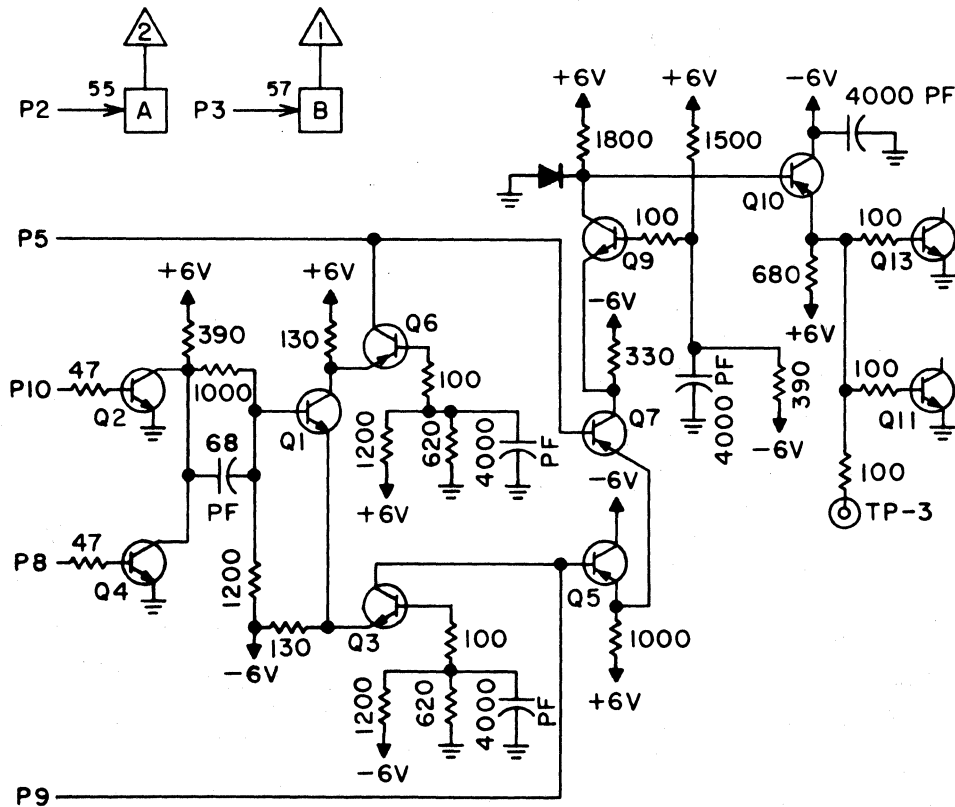 2
1
P2
55
A
P3
57
B
+6V
+6V
-6V
4000 PF
1800
1500
Q10
P5
100
Q9
100
Q13
680
+6V
+6V
+6V
Q6
-6V
390
130
330
P10
47
1000
Q2
Q1
100
Q7
4000 PF
390
100
Q11
68
PF
1200
620
4000
PF
+6V
-6V
-6V
100
TP-3
P8
47
Q4
1200
Q5
130
Q3
-6V
100
1000
1200
620
4000
PF
+6V
-6V
P9